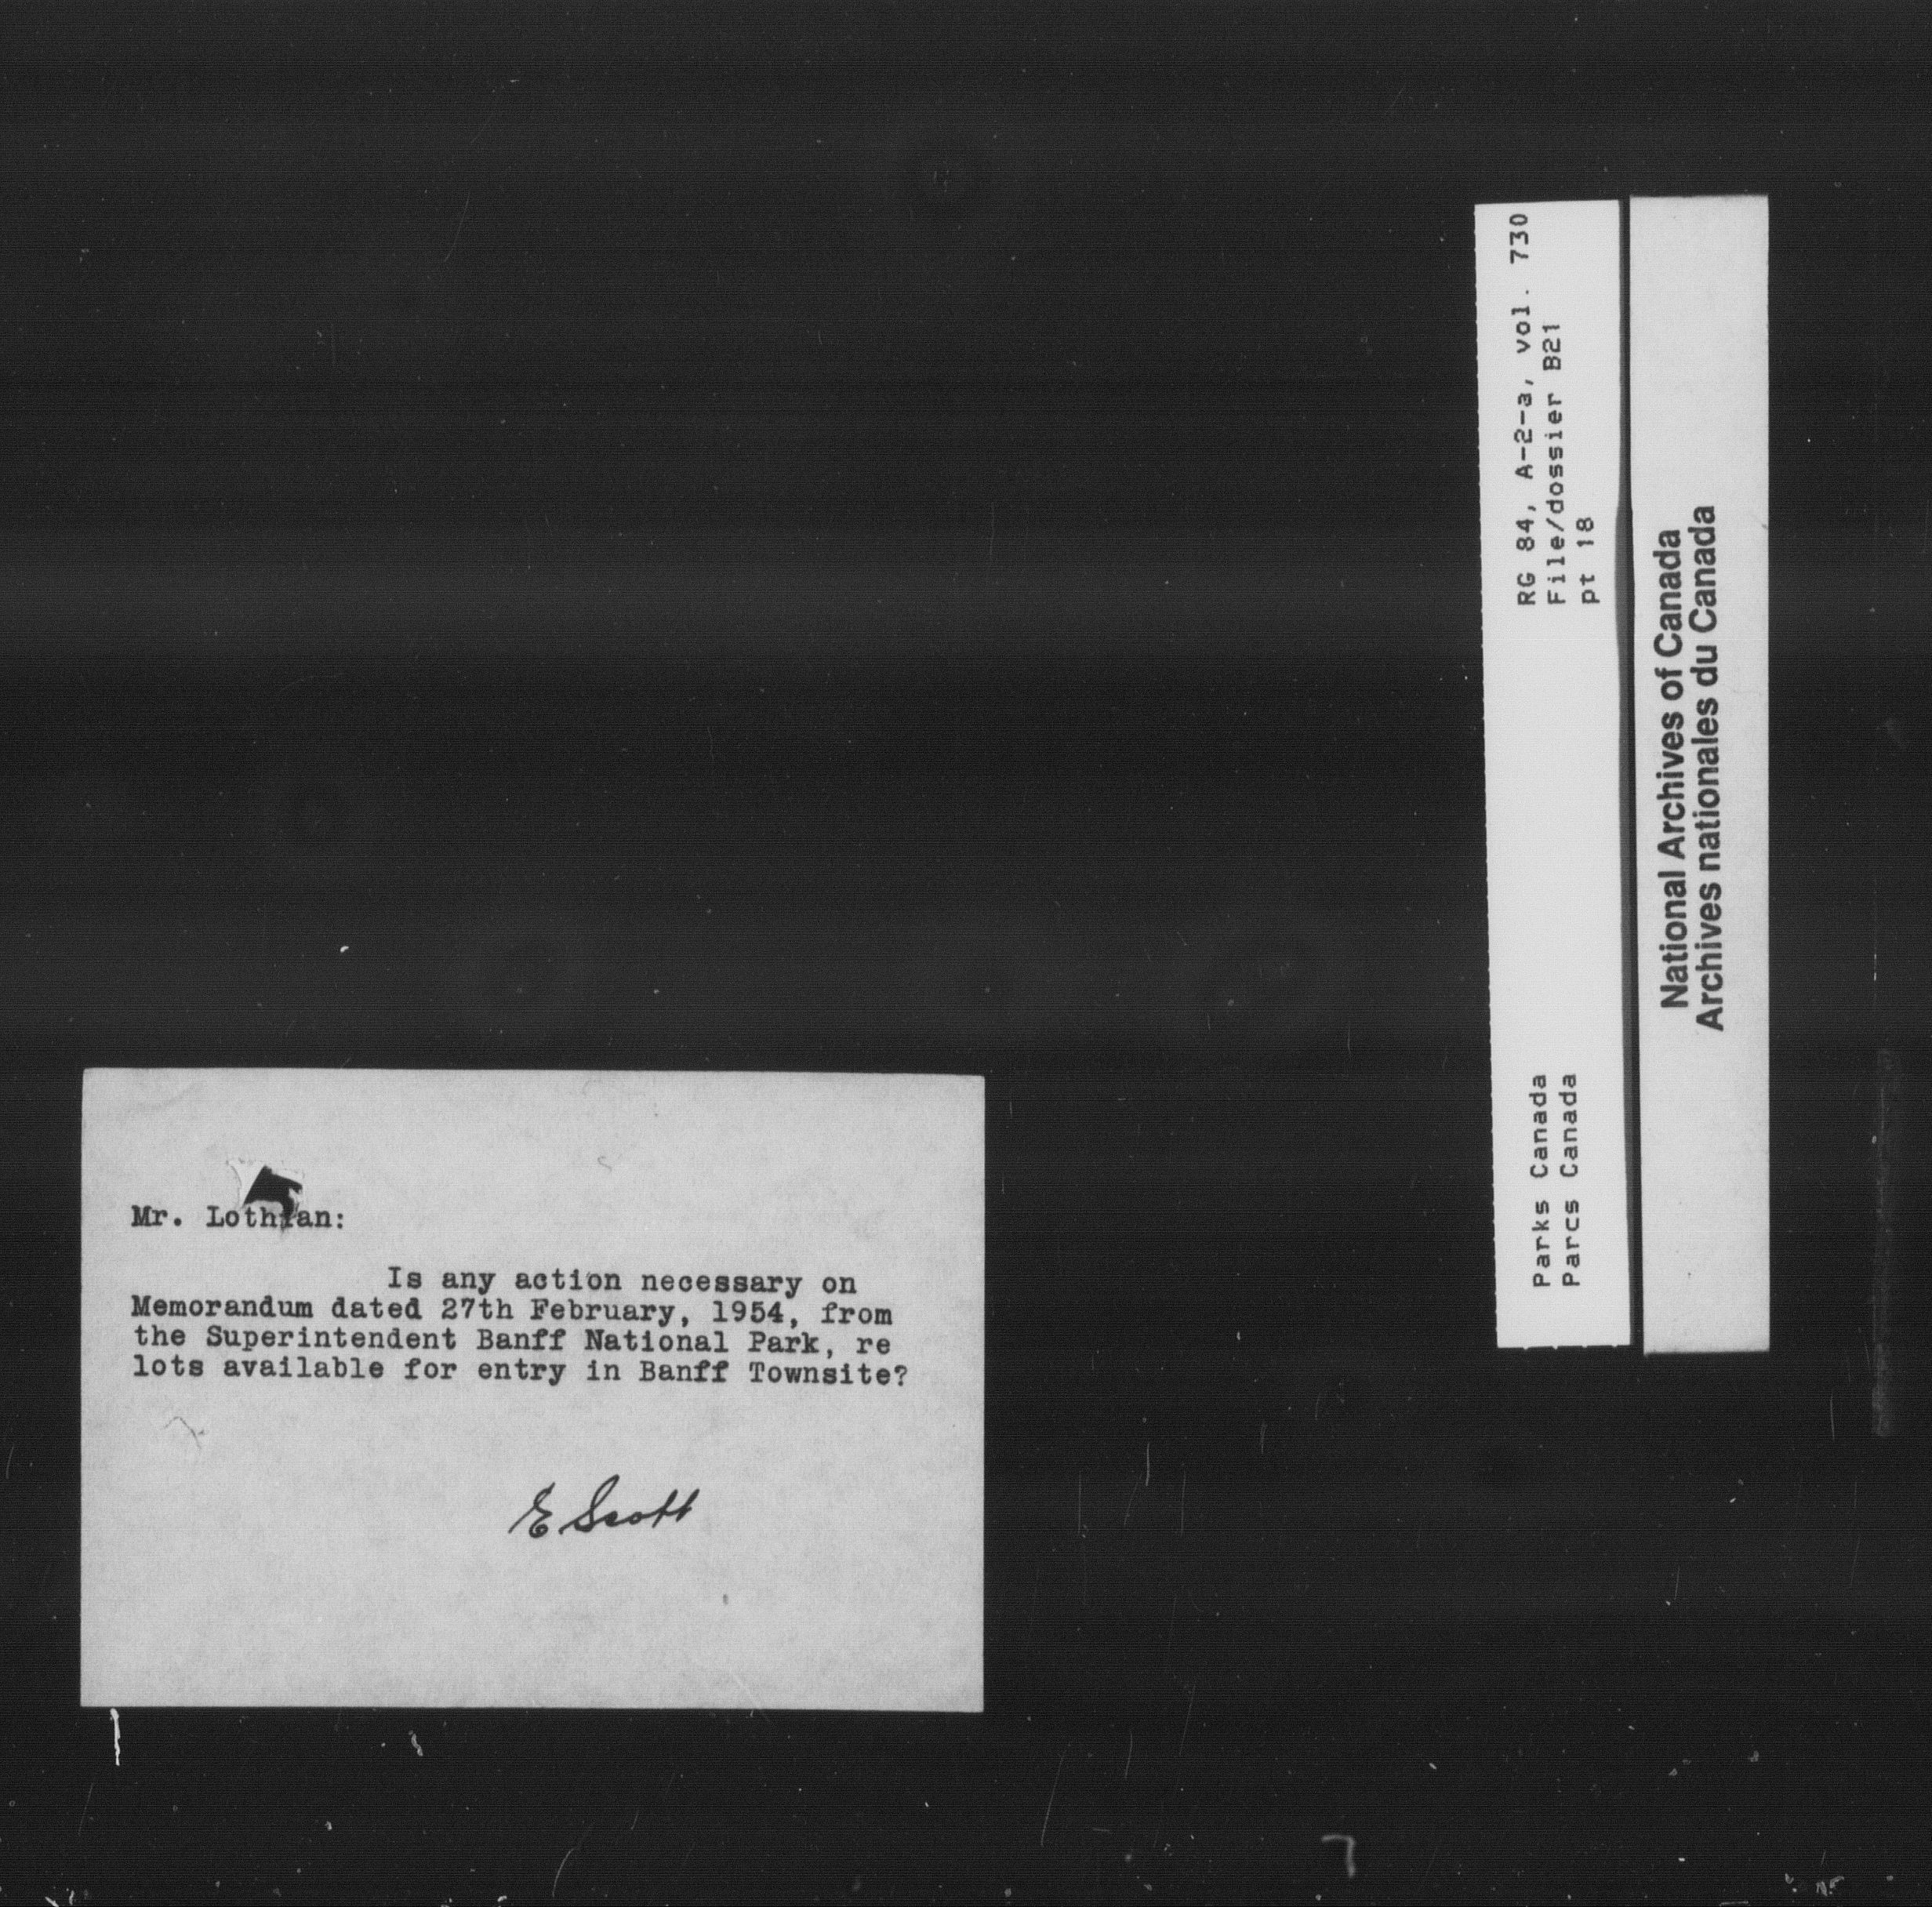 Mr. Lothian:
Is any action necessary on
Memorandum dated 27th February, 1954, from
the Superintendent Banff National Park, re
lots available for entry in Banff Townsite?
E Scott
Parks Canada
Parcs Canada
RG 84, A-2-a, vol. 730
File/dossier B21
pt 18
National Archives of Canada
Archives nationales du Canada